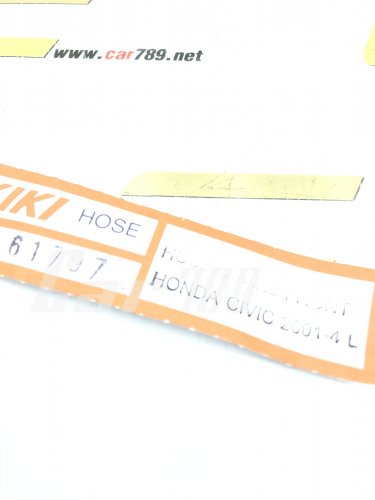 www.car789.net
KIKI HOSE
61797
HONDA CIVIC 2001-4 L